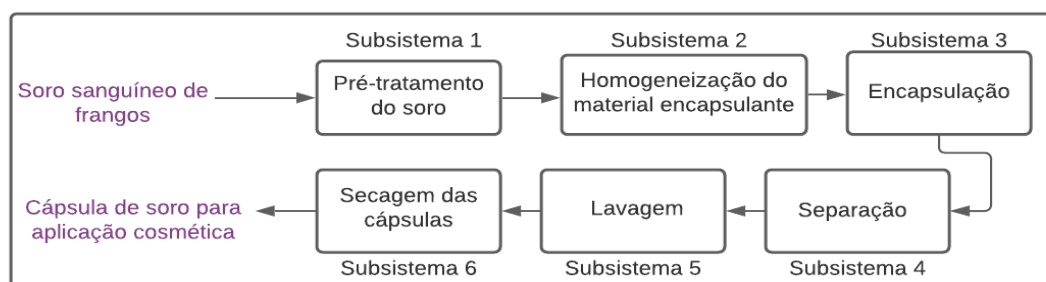 Subsistema 1
Subsistema 2
Subsistema 3
Soro sanguíneo de
frangos
Pré-tratamento
do soro
Homogeneização do
material encapsulante
Encapsulação
Cápsula de soro para
aplicação cosmética
Secagem das
cápsulas
Lavagem
Separação
Subsistema 6
Subsistema 5
Subsistema 4